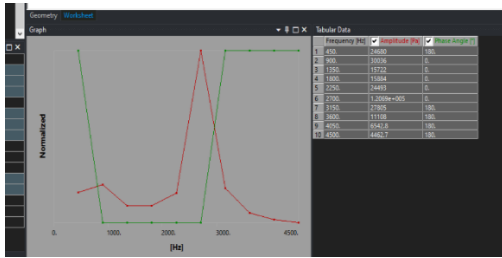 Geometry Worksheet
Graph
Tabular Data
Frequency [Hz] Amplitude [Pa] Phase Angle [°]
1 450. 24680 180.
2 900. 30036 0.
3 1350. 15722 0.
4 1800. 15884 0.
5 2250. 24493 0.
6 2700. 1.2088e+005 0.
7 3150. 27805 180.
8 3600. 11108 180.
9 4050. 6542.8 180.
10 4500. 4462.7 180.
Normalized
0. 1000. 2000. 3000. 4500.
[Hz]